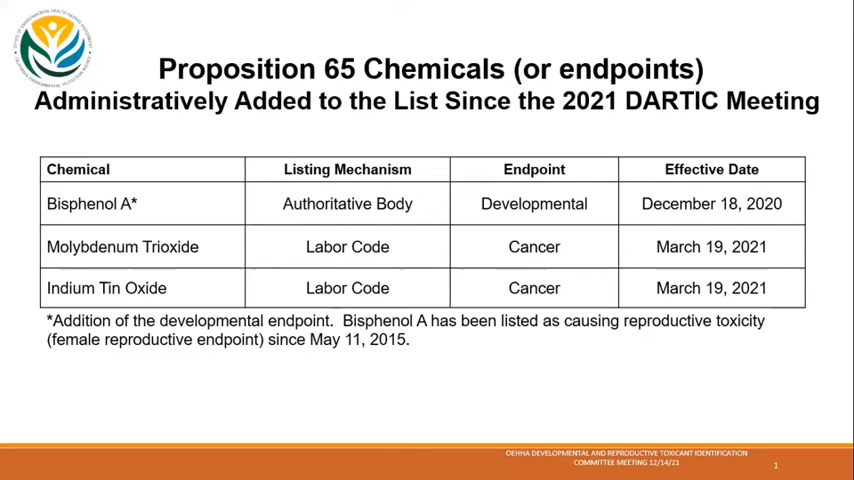 Proposition 65 Chemicals (or endpoints)
Administratively Added to the List Since the 2021 DARTIC Meeting
Chemical Listing Mechanism Endpoint Effective Date
Bisphenol A* Authoritative Body Developmental December 18, 2020
Molybdenum Trioxide Labor Code Cancer March 19, 2021
Indium Tin Oxide Labor Code Cancer March 19, 2021
*Addition of the developmental endpoint. Bisphenol A has been listed as causing reproductive toxicity
(female reproductive endpoint) since May 11, 2015.
OEHHA DEVELOPMENTAL AND REPRODUCTIVE TOXICANT IDENTIFICATION
COMMITTEE MEETING 12/14/21
1